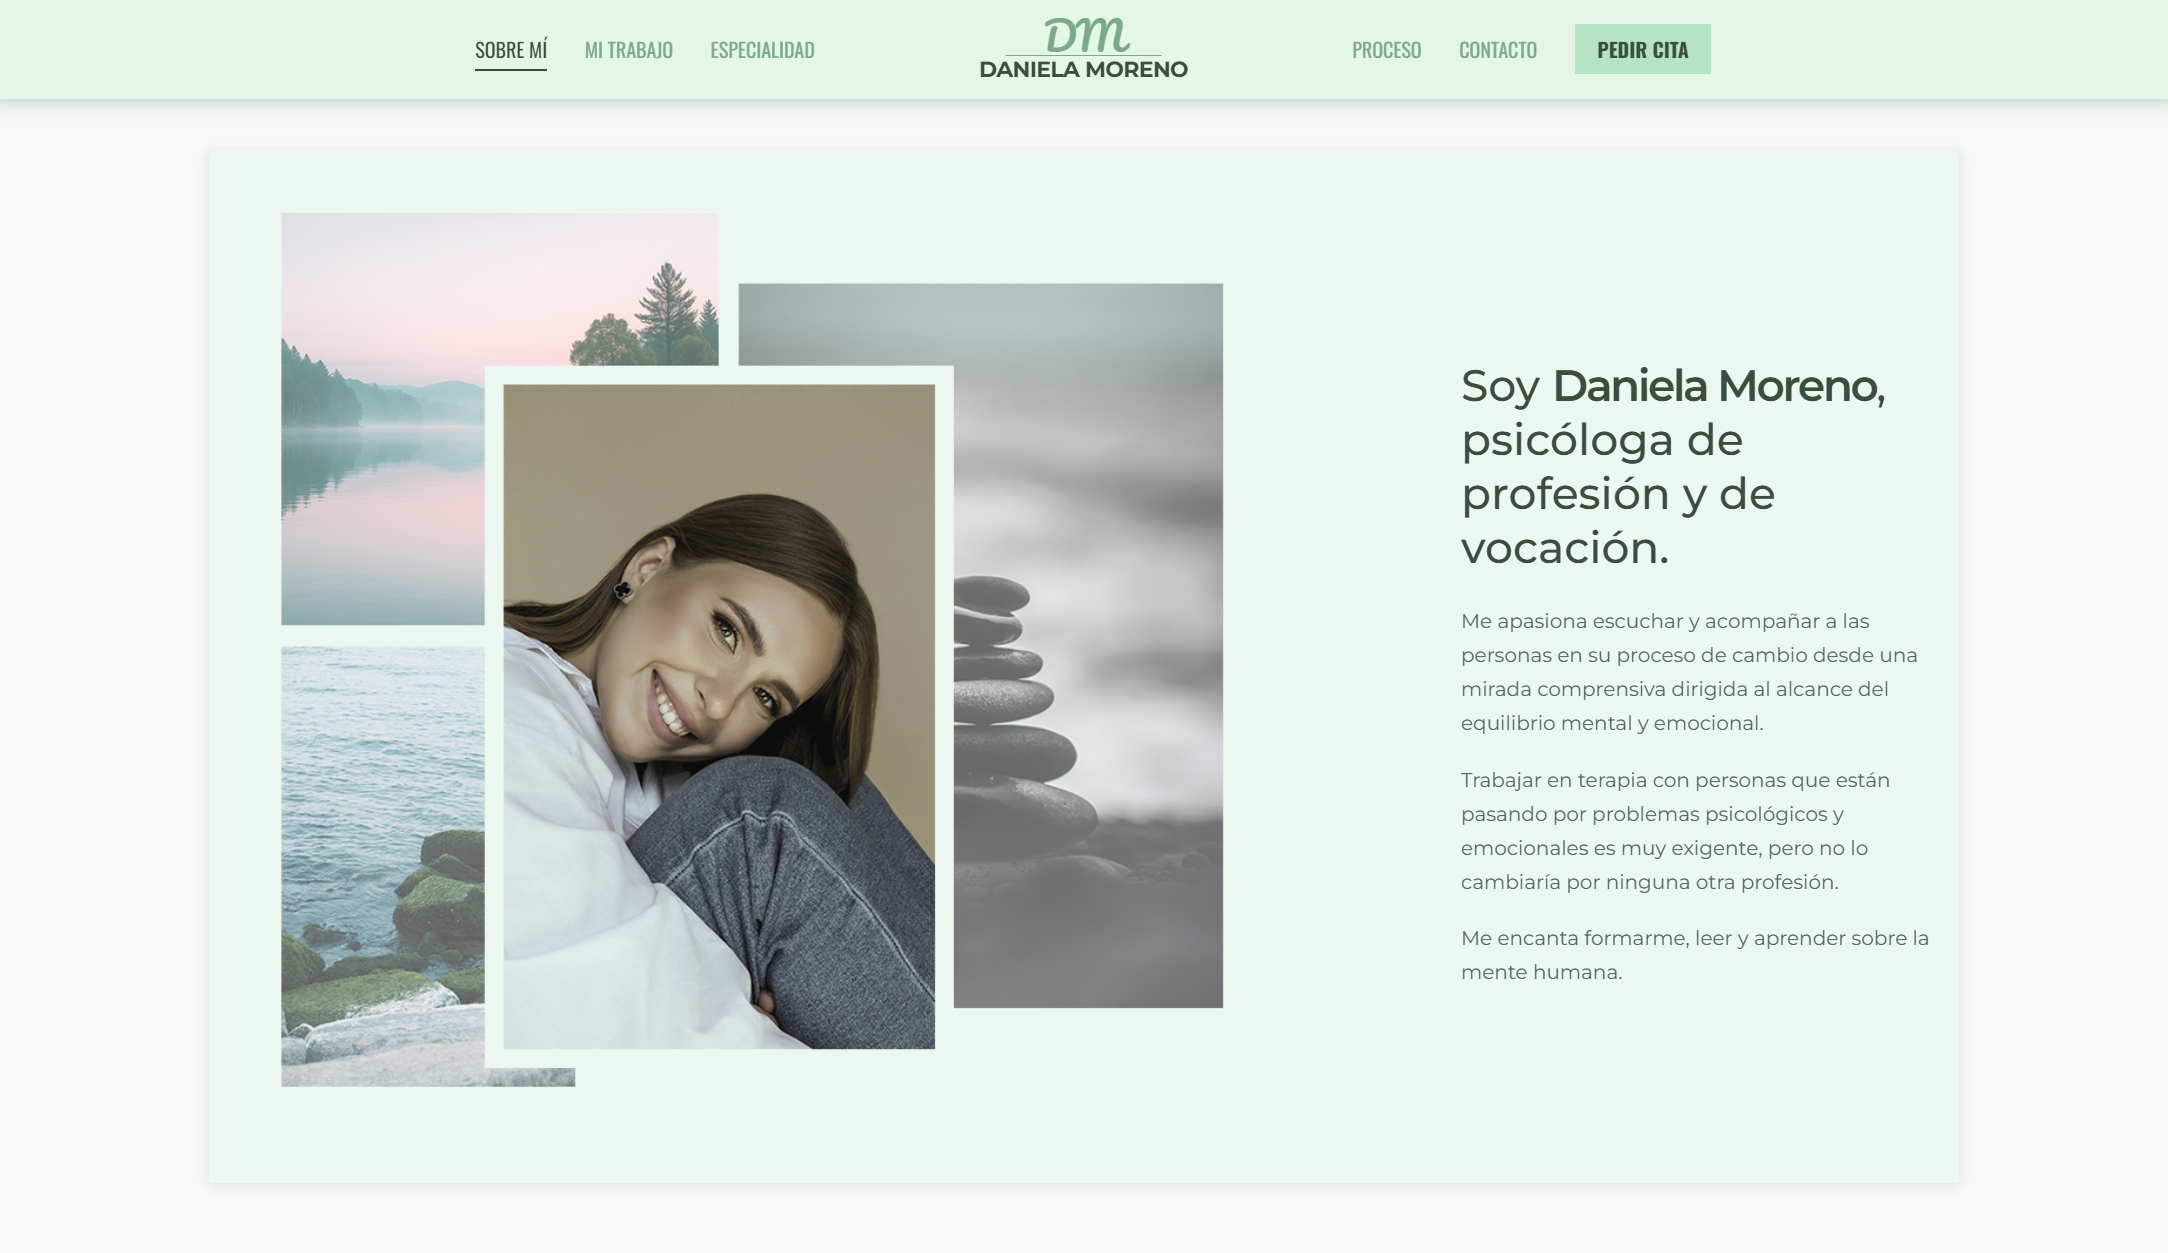 SOBRE MÍ
MI TRABAJO
ESPECIALIDAD
DM
DANIELA MORENO
PROCESO
CONTACTO
PEDIR CITA
Soy Daniela Moreno,
psicóloga de
profesión y de
vocación.
Me apasiona escuchar y acompañar a las
personas en su proceso de cambio desde una
mirada comprensiva dirigida al alcance del
equilibrio mental y emocional.
Trabajar en terapia con personas que están
pasando por problemas psicológicos y
emocionales es muy exigente, pero no lo
cambiaría por ninguna otra profesión.
Me encanta formarme, leer y aprender sobre la
mente humana.